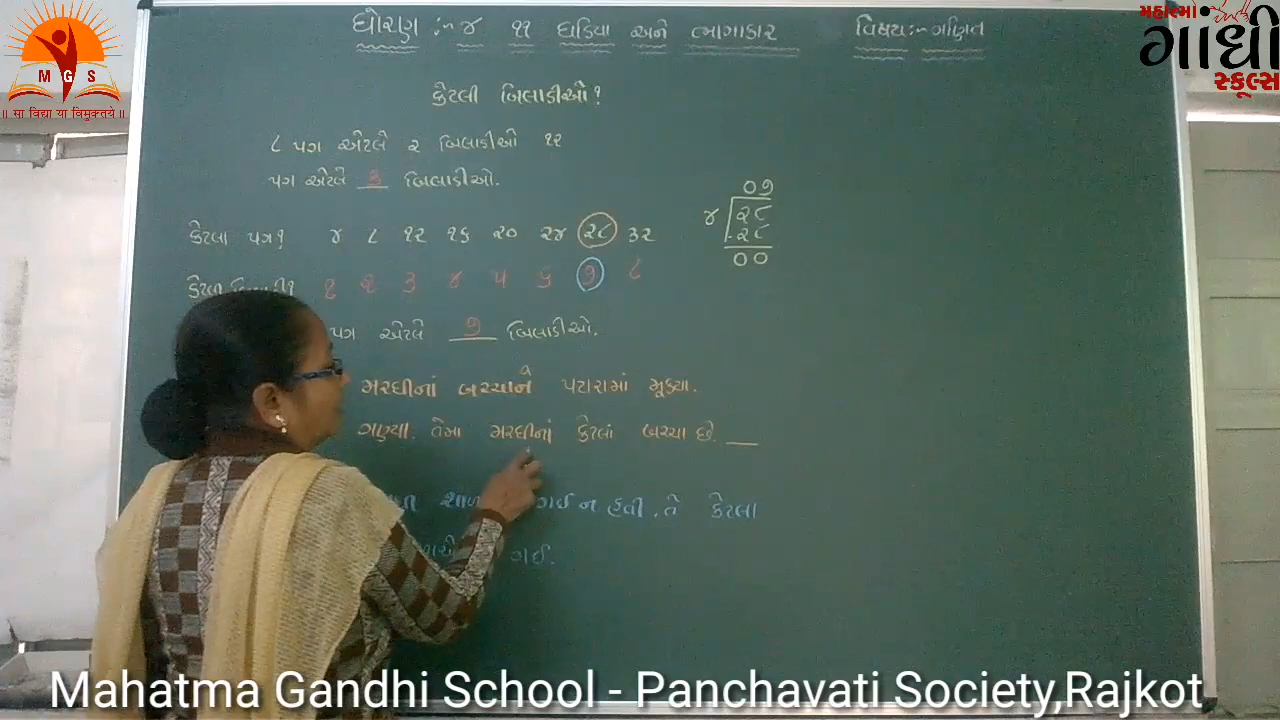 ધોરણ :~ ૪ ૧૧ ઘડિયા અને ભાગાકાર વિષય:~ ગણિત
M G S
॥ सा विद्या या विमुक्तये ॥
મહાત્મા
ગાંધી
સ્કૂલ્સ
કેટલી બિલાડીઓ ?
૮ પગ એટલે ૨ બિલાડીઓ ૧૨
પગ એટલે ૩ બિલાડીઓ.
૦૭
૪ ૨૮
- ૨૮
૦૦
કેટલા પગ ? ૪ ૮ ૧૨ ૧૬ ૨૦ ૨૪ ૨૮ ૩૨
કેટલી ૧ ૨ ૩ ૪ ૫ ૬ ૭ ૮
પગ એટલે ૭ બિલાડીઓ.
મરઘીનાં બચ્ચાને પટારામાં મૂક્યા.
ગણ્યા. તેમા મરઘીનાં કેટલાં બચ્ચા છે __
ગઈ ન હતી . તે કેટલા
ગઈ.
Mahatma Gandhi School - Panchavati Society,Rajkot